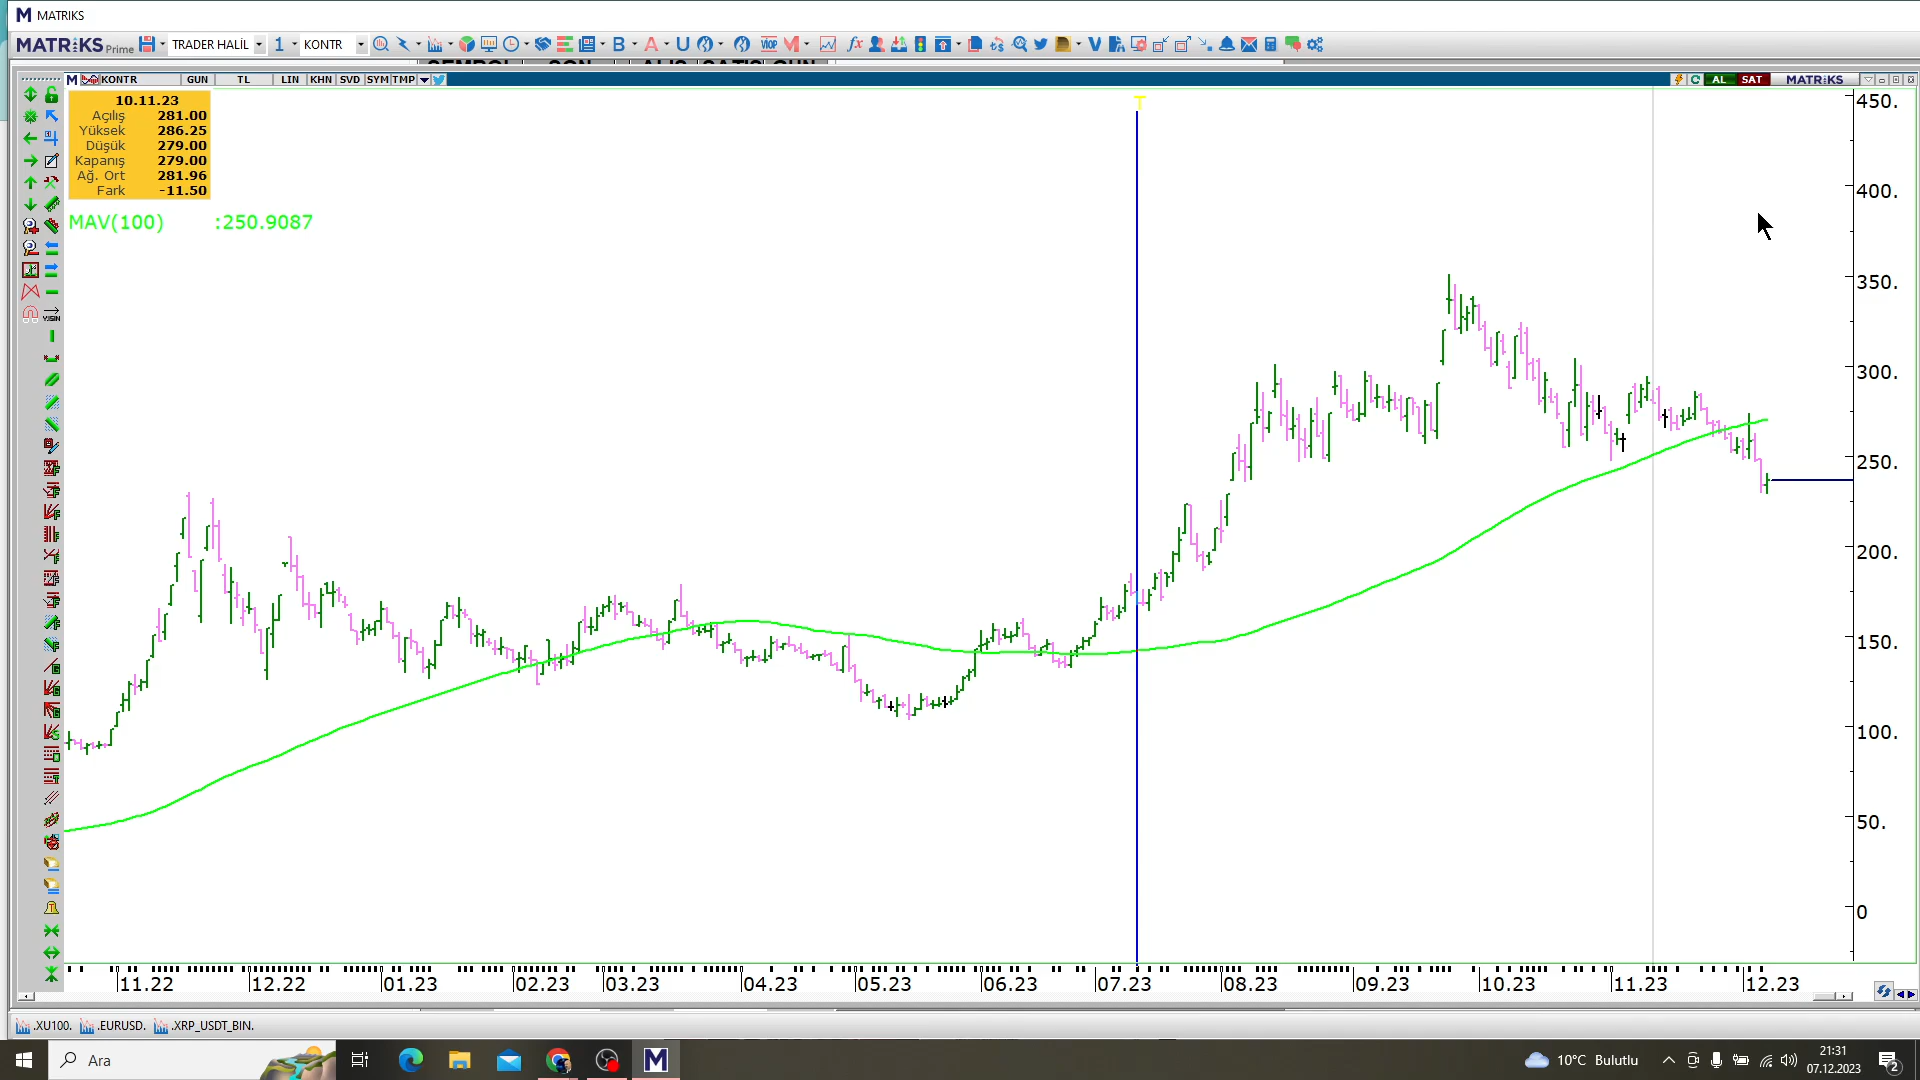 MATRIKS
MATRIKS Prime TRADER HALİL 1 KONTR B A U VIOP M fx V
KONTR GUN TL LIN KHN SVD SYM TMP AL SAT MATRIKS
10.11.23
Açılış 281.00
Yüksek 286.25
Düşük 279.00
Kapanış 279.00
Ağ. Ort 281.96
Fark -11.50
MAV(100) :250.9087
T
450.
400.
350.
300.
250.
200.
150.
100.
50.
0
11.22 12.22 01.23 02.23 03.23 04.23 05.23 06.23 07.23 08.23 09.23 10.23 11.23 12.23
.XU100. .EURUSD. .XRP_USDT_BIN.
Ara M 10°C Bulutlu 21:31
07.12.2023 2